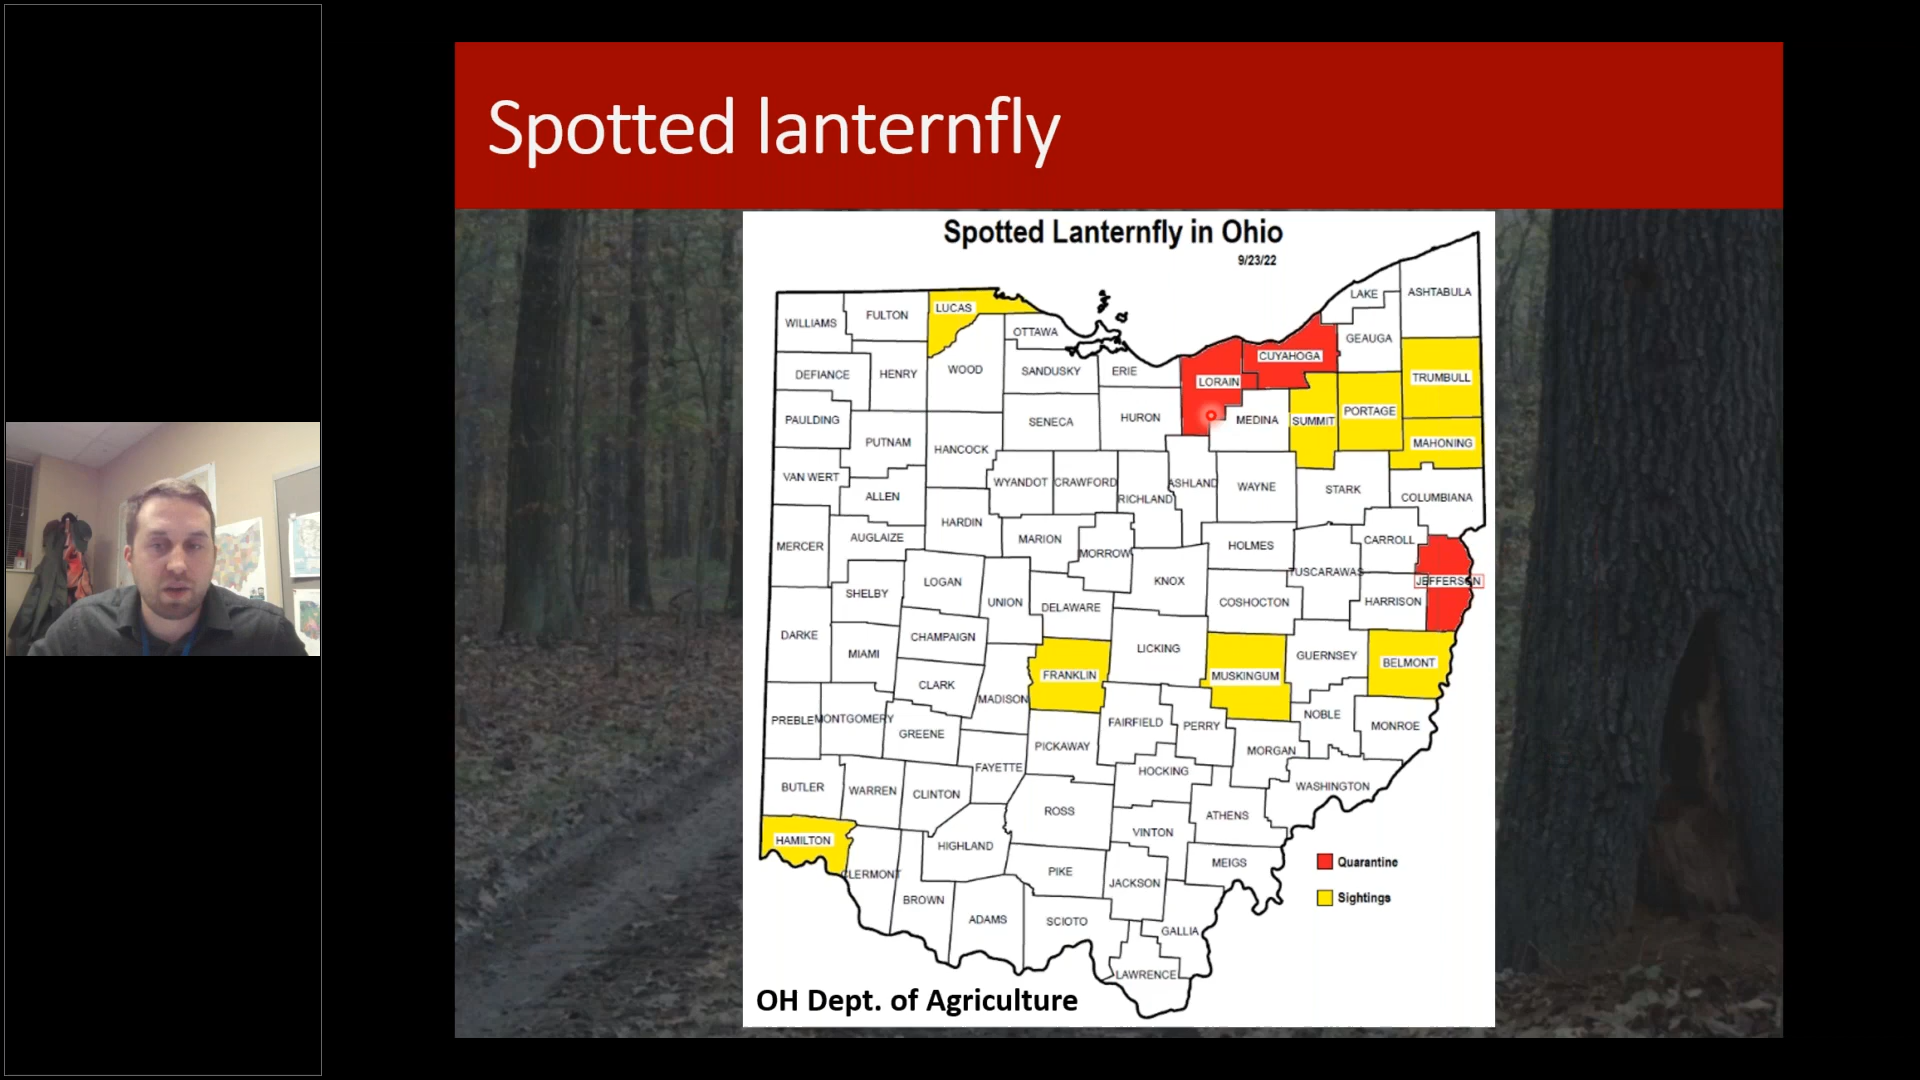 Spotted lanternfly
Spotted Lanternfly in Ohio
9/23/22
WILLIAMS
FULTON
LUCAS
OTTAWA
LAKE
ASHTABULA
GEAUGA
CUYAHOGA
DEFIANCE
HENRY
WOOD
SANDUSKY
ERIE
LORAIN
TRUMBULL
PAULDING
PUTNAM
SENECA
HURON
MEDINA
SUMMIT
PORTAGE
MAHONING
HANCOCK
VAN WERT
ALLEN
WYANDOT
CRAWFORD
RICHLAND
ASHLAND
WAYNE
STARK
COLUMBIANA
HARDIN
MERCER
AUGLAIZE
MARION
MORROW
HOLMES
CARROLL
TUSCARAWAS
JEFFERSON
LOGAN
KNOX
SHELBY
UNION
DELAWARE
COSHOCTON
HARRISON
DARKE
CHAMPAIGN
MIAMI
LICKING
GUERNSEY
BELMONT
CLARK
FRANKLIN
MUSKINGUM
MADISON
PREBLE
MONTGOMERY
GREENE
FAIRFIELD
PERRY
NOBLE
MONROE
PICKAWAY
MORGAN
FAYETTE
HOCKING
BUTLER
WARREN
CLINTON
WASHINGTON
ROSS
ATHENS
HAMILTON
HIGHLAND
VINTON
CLERMONT
PIKE
JACKSON
MEIGS
BROWN
ADAMS
SCIOTO
GALLIA
LAWRENCE
Quarantine
Sightings
OH Dept. of Agriculture